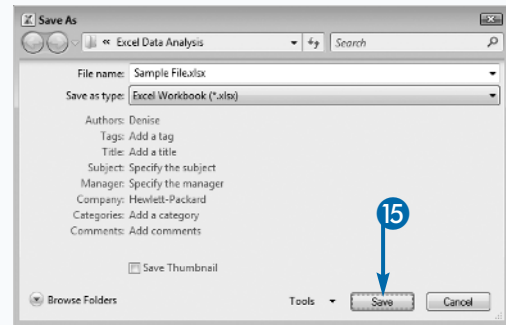 Save As
« Excel Data Analysis
Search
File name: Sample File.xlsx
Save as type: Excel Workbook (*.xlsx)
Authors: Denise
Tags: Add a tag
Title: Add a title
Subject: Specify the subject
Manager: Specify the manager
Company: Hewlett-Packard
Categories: Add a category
Comments: Add comments
15
Save Thumbnail
Browse Folders Tools Save Cancel